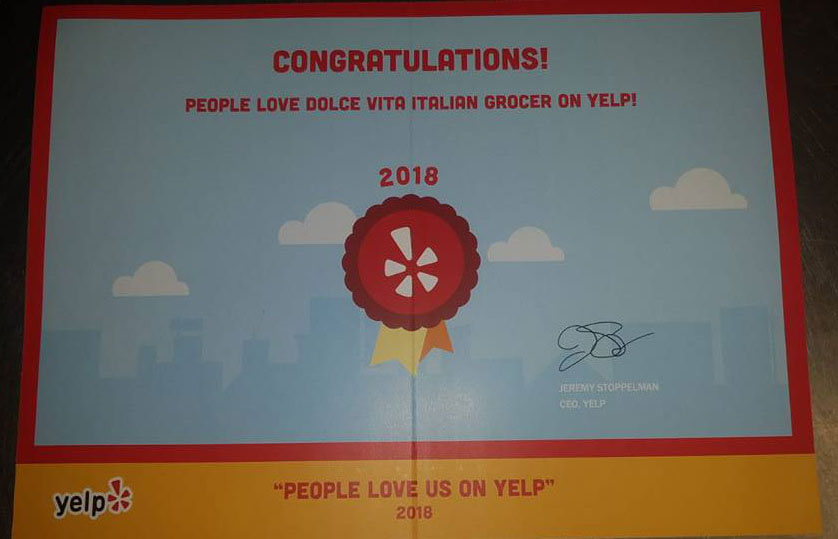 CONGRATULATIONS!
PEOPLE LOVE DOLCE VITA ITALIAN GROCER ON YELP!
2018
JEREMY STOPPELMAN
CEO, YELP
yelp
“PEOPLE LOVE US ON YELP”
2018